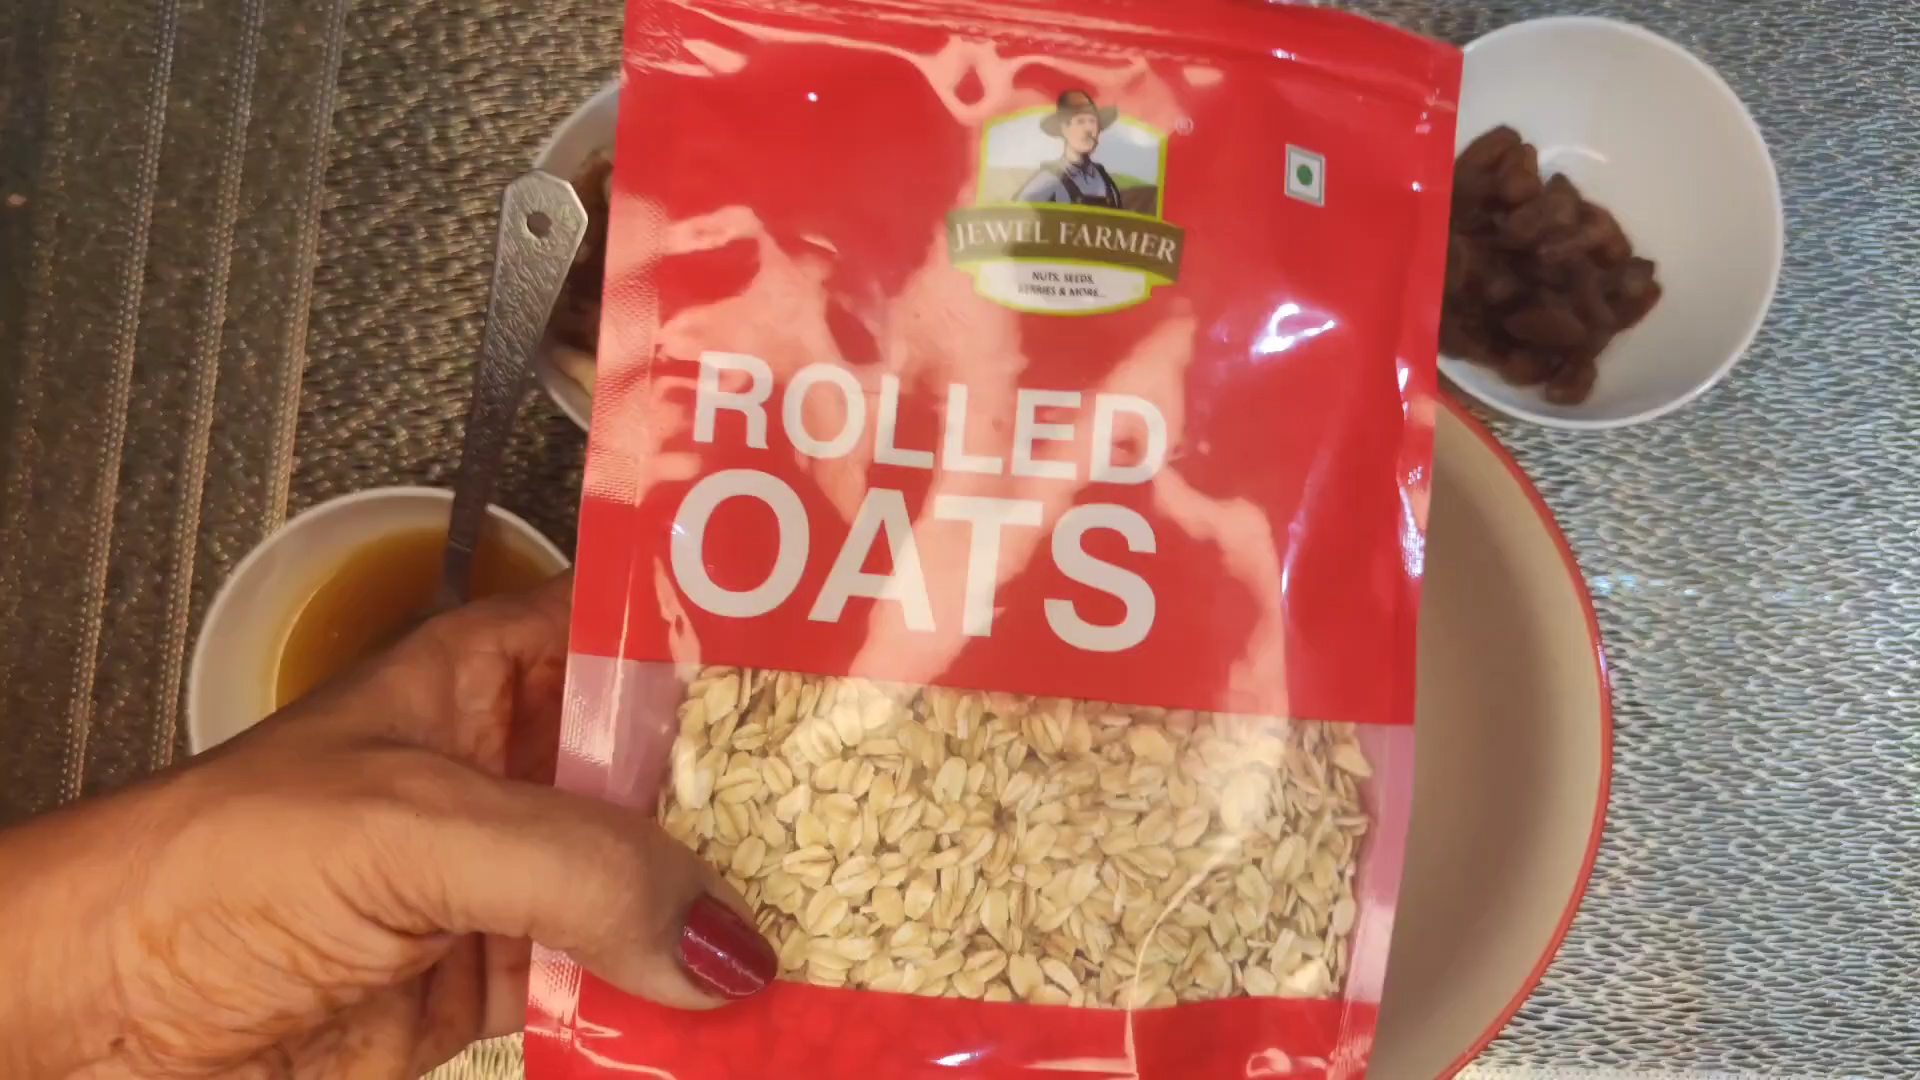 JEWEL FARMER
®
NUTS, SEEDS,
BERRIES & MORE...
ROLLED
OATS